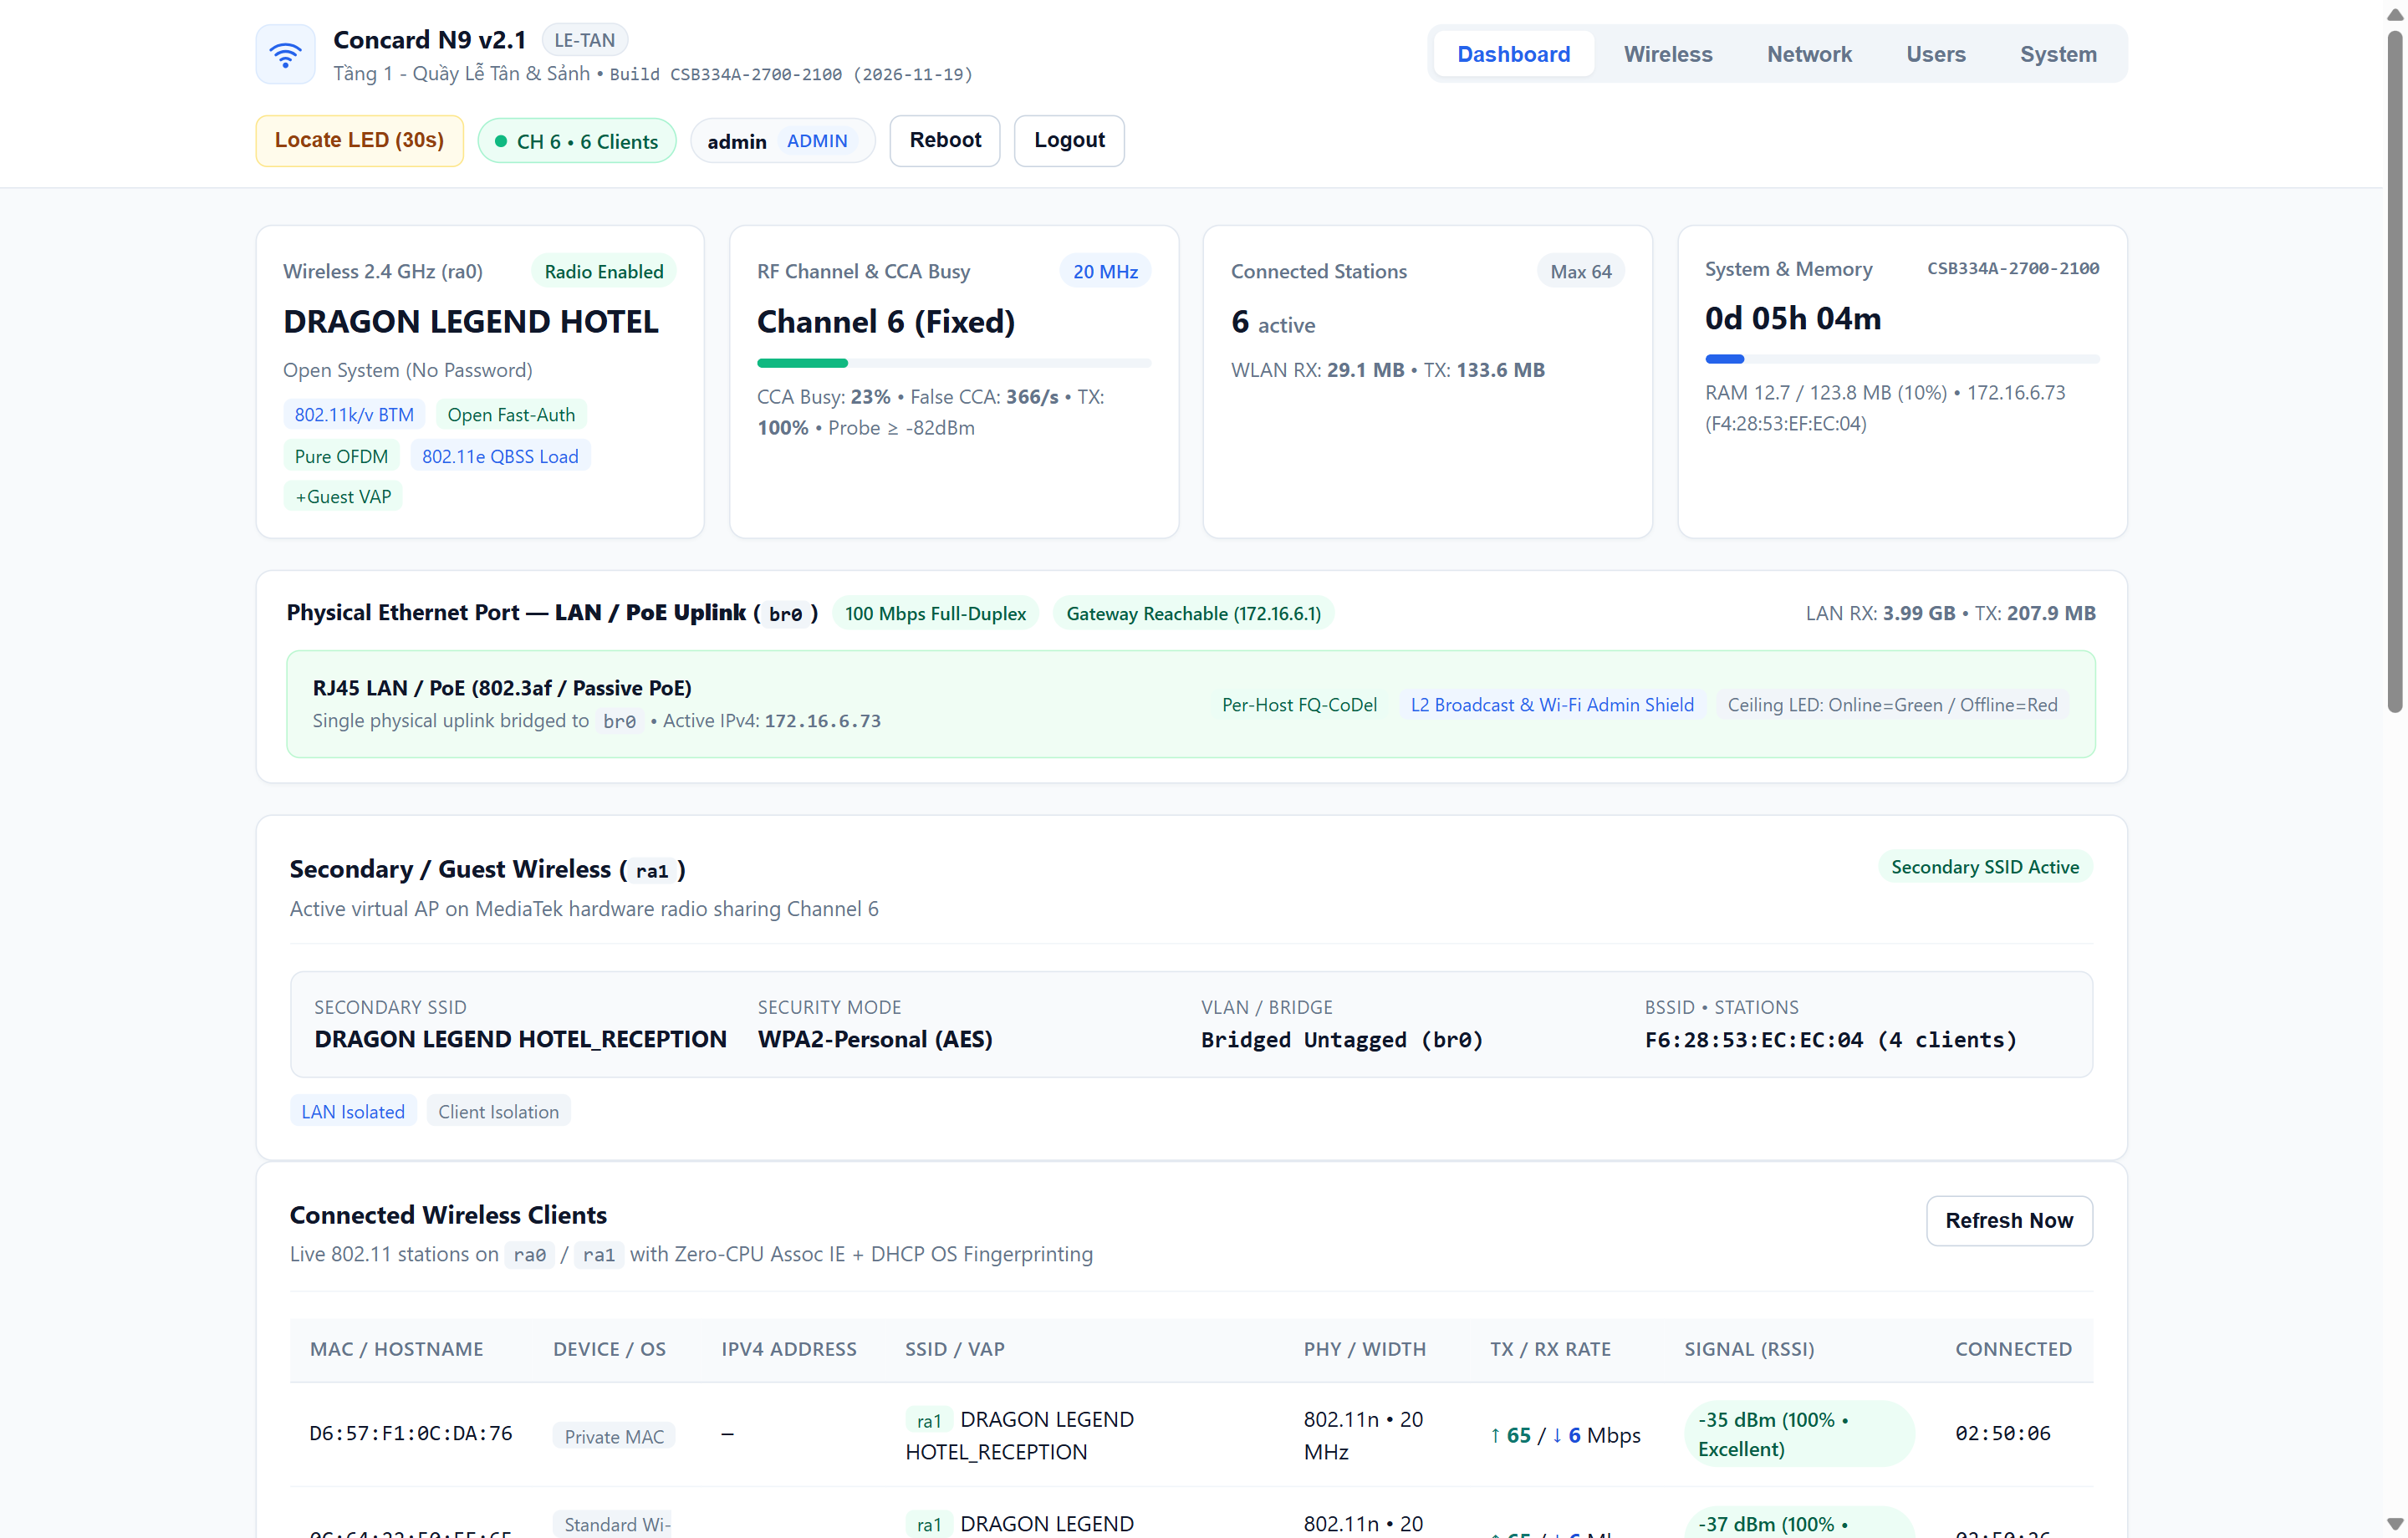 Concard N9 v2.1 LE-TAN
Tầng 1 - Quầy Lễ Tân & Sảnh • Build CSB334A-2700-2100 (2026-11-19)
Dashboard Wireless Network Users System
Locate LED (30s) CH 6 • 6 Clients admin ADMIN Reboot Logout
Wireless 2.4 GHz (ra0) Radio Enabled
DRAGON LEGEND HOTEL
Open System (No Password)
802.11k/v BTM Open Fast-Auth
Pure OFDM 802.11e QBSS Load
+Guest VAP
RF Channel & CCA Busy 20 MHz
Channel 6 (Fixed)
CCA Busy: 23% • False CCA: 366/s • TX:
100% • Probe ≥ -82dBm
Connected Stations Max 64
6 active
WLAN RX: 29.1 MB • TX: 133.6 MB
System & Memory CSB334A-2700-2100
0d 05h 04m
RAM 12.7 / 123.8 MB (10%) • 172.16.6.73
(F4:28:53:EF:EC:04)
Physical Ethernet Port — LAN / PoE Uplink ( br0 ) 100 Mbps Full-Duplex Gateway Reachable (172.16.6.1) LAN RX: 3.99 GB • TX: 207.9 MB
RJ45 LAN / PoE (802.3af / Passive PoE)
Single physical uplink bridged to br0 • Active IPv4: 172.16.6.73
Per-Host FQ-CoDel L2 Broadcast & Wi-Fi Admin Shield Ceiling LED: Online=Green / Offline=Red
Secondary / Guest Wireless ( ra1 ) Secondary SSID Active
Active virtual AP on MediaTek hardware radio sharing Channel 6
SECONDARY SSID SECURITY MODE VLAN / BRIDGE BSSID • STATIONS
DRAGON LEGEND HOTEL_RECEPTION WPA2-Personal (AES) Bridged Untagged (br0) F6:28:53:EC:EC:04 (4 clients)
LAN Isolated Client Isolation
Connected Wireless Clients Refresh Now
Live 802.11 stations on ra0 / ra1 with Zero-CPU Assoc IE + DHCP OS Fingerprinting
MAC / HOSTNAME DEVICE / OS IPV4 ADDRESS SSID / VAP PHY / WIDTH TX / RX RATE SIGNAL (RSSI) CONNECTED
D6:57:F1:0C:DA:76 Private MAC — ra1 DRAGON LEGEND
HOTEL_RECEPTION 802.11n • 20
MHz ↑ 65 / ↓ 6 Mbps -35 dBm (100% •
Excellent) 02:50:06
Standard Wi- ra1 DRAGON LEGEND 802.11n • 20 -37 dBm (100% •